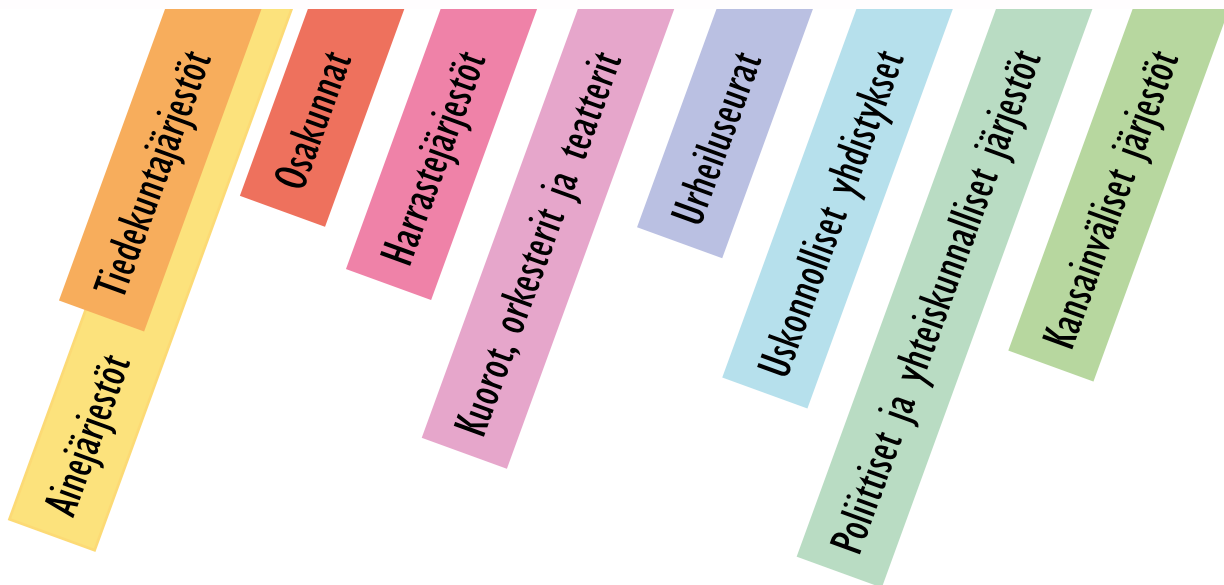 Tiedekuntajärjestöt
Ainejärjestöt
Osakunnat
Harrastejärjestöt
Kuorot, orkesterit ja teatterit
Urheiluseurat
Uskonnolliset yhdistykset
Poliittiset ja yhteiskunnalliset järjestöt
Kansainväliset järjestöt